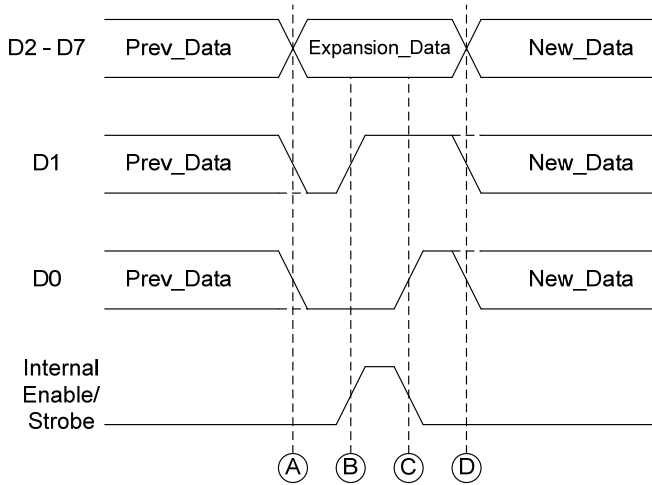 D2 - D7 Prev_Data Expansion_Data New_Data
D1 Prev_Data New_Data
D0 Prev_Data New_Data
Internal
Enable/
Strobe
A B C D